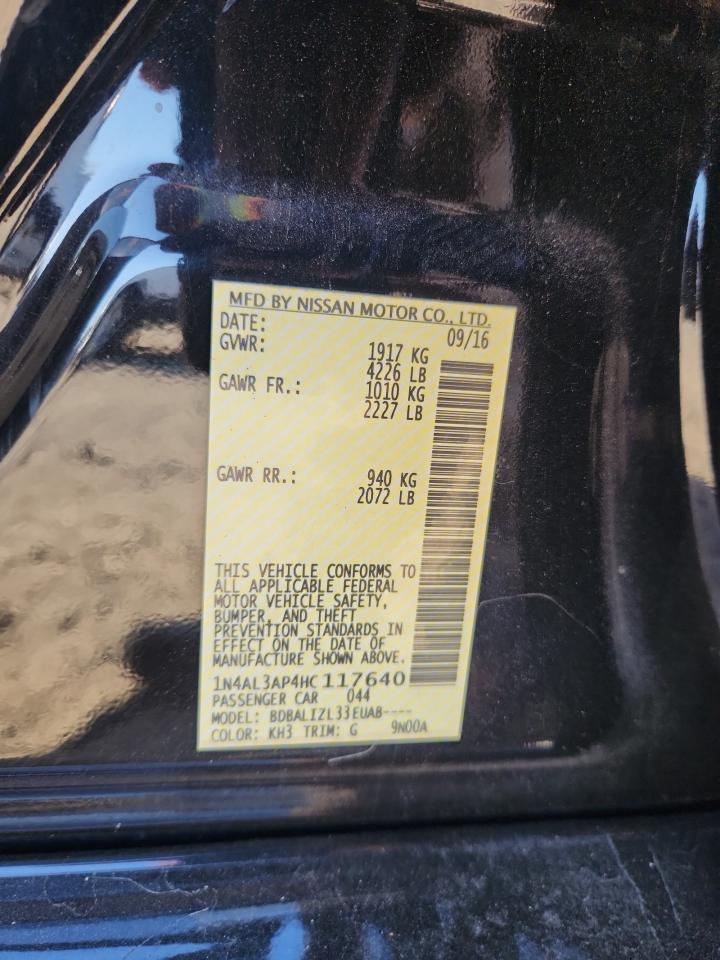 MFD BY NISSAN MOTOR CO., LTD.
DATE: 09/16
GVWR: 1917 KG
4226 LB
GAWR FR.: 1010 KG
2227 LB
GAWR RR.: 940 KG
2072 LB
THIS VEHICLE CONFORMS TO
ALL APPLICABLE FEDERAL
MOTOR VEHICLE SAFETY,
BUMPER, AND THEFT
PREVENTION STANDARDS IN
EFFECT ON THE DATE OF
MANUFACTURE SHOWN ABOVE.
1N4AL3AP4HC 117640
PASSENGER CAR 044
MODEL: BDBALIZL33EUAB----
COLOR: KH3 TRIM: G 9N00A